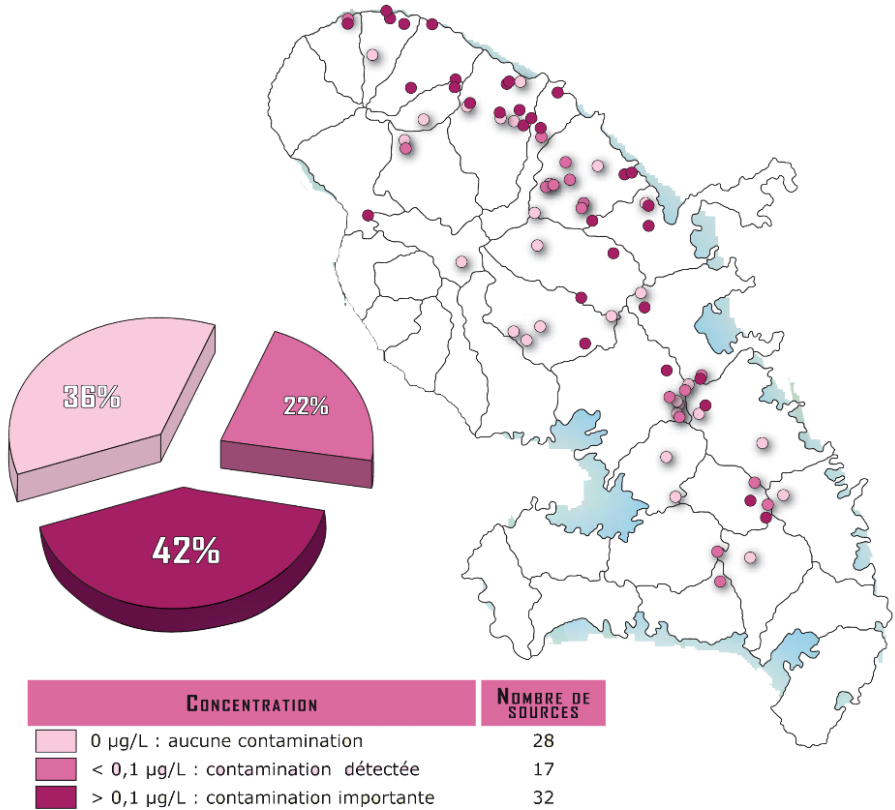 36%
22%
42%
CONCENTRATION
NOMBRE DE
SOURCES
0 µg/L : aucune contamination 28
< 0,1 µg/L : contamination détectée 17
> 0,1 µg/L : contamination importante 32